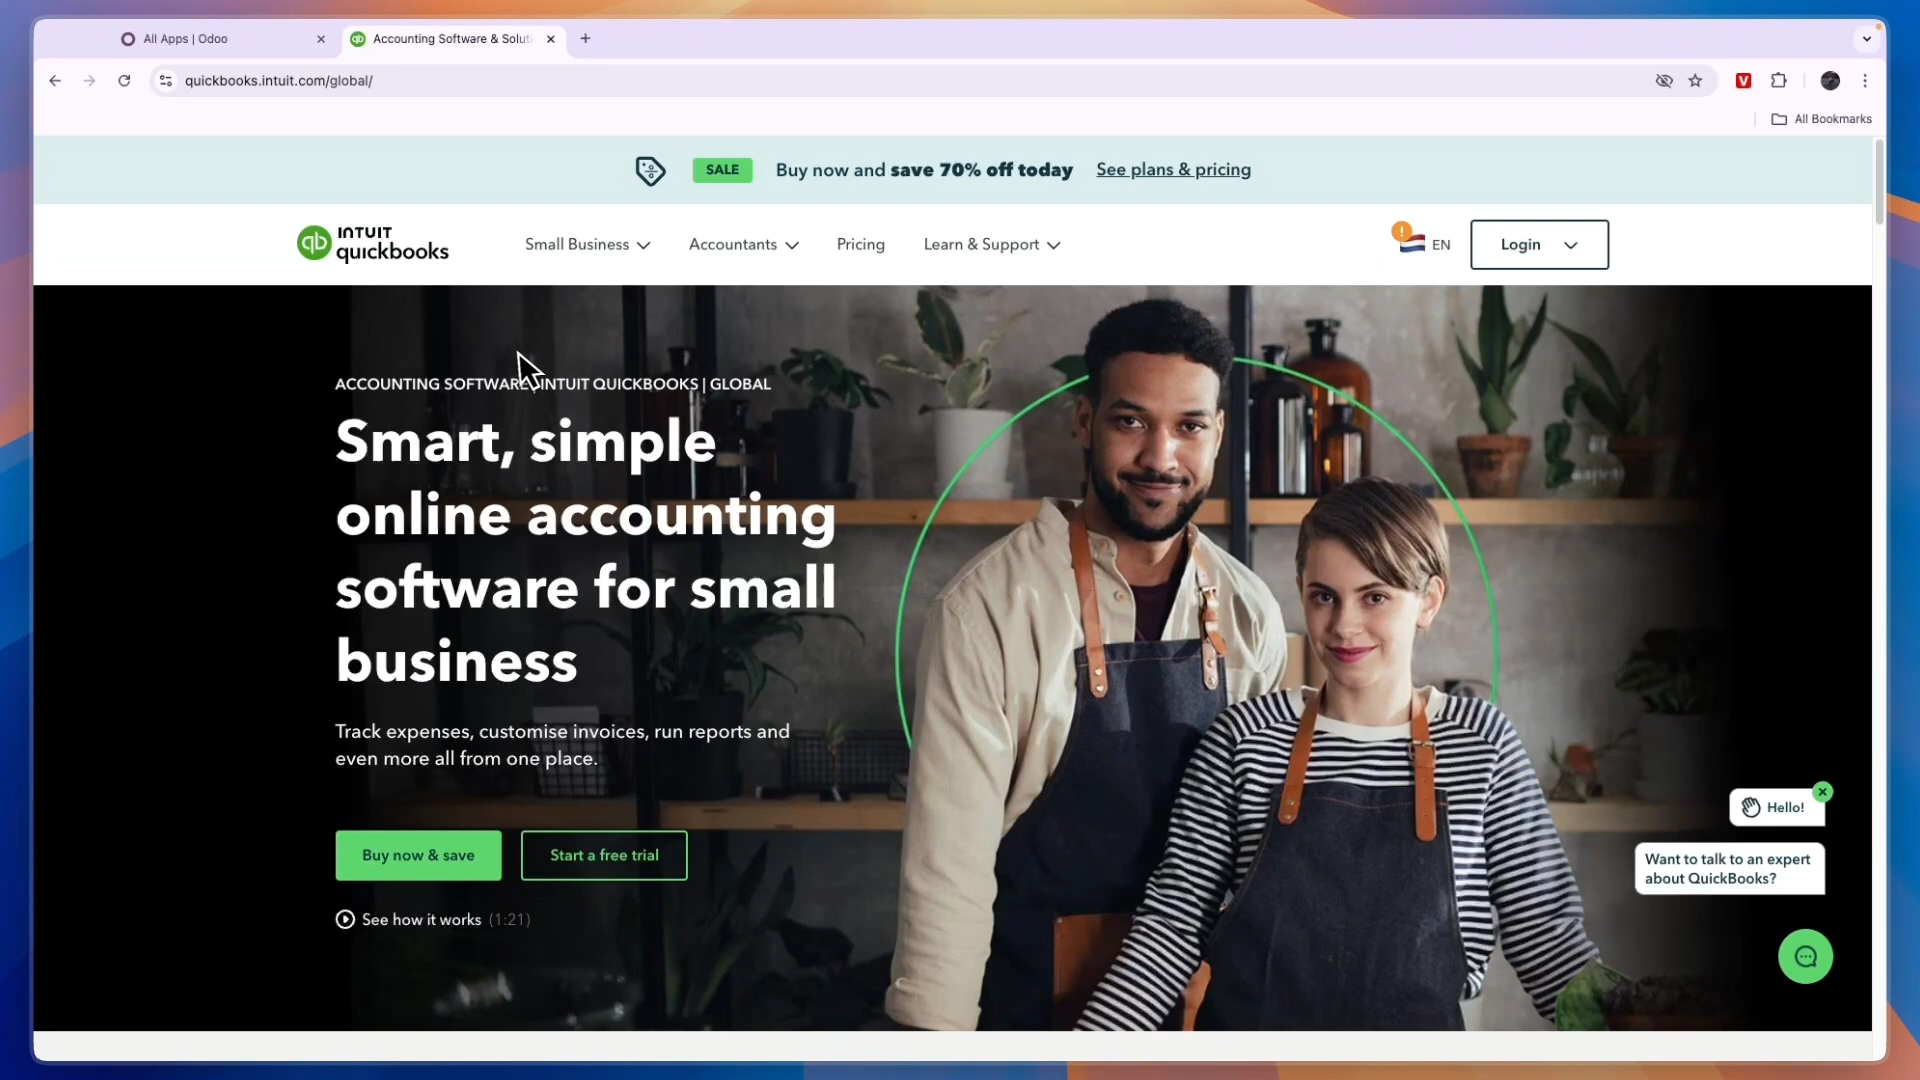 All Apps | Odoo
Accounting Software & Soluti
quickbooks.intuit.com/global/
All Bookmarks
SALE
Buy now and save 70% off today
See plans & pricing
INTUIT
quickbooks
Small Business
Accountants
Pricing
Learn & Support
EN
Login
ACCOUNTING SOFTWARE INTUIT QUICKBOOKS | GLOBAL
Smart, simple
online accounting
software for small
business
Track expenses, customise invoices, run reports and
even more all from one place.
Buy now & save
Start a free trial
See how it works (1:21)
Hello!
Want to talk to an expert
about QuickBooks?